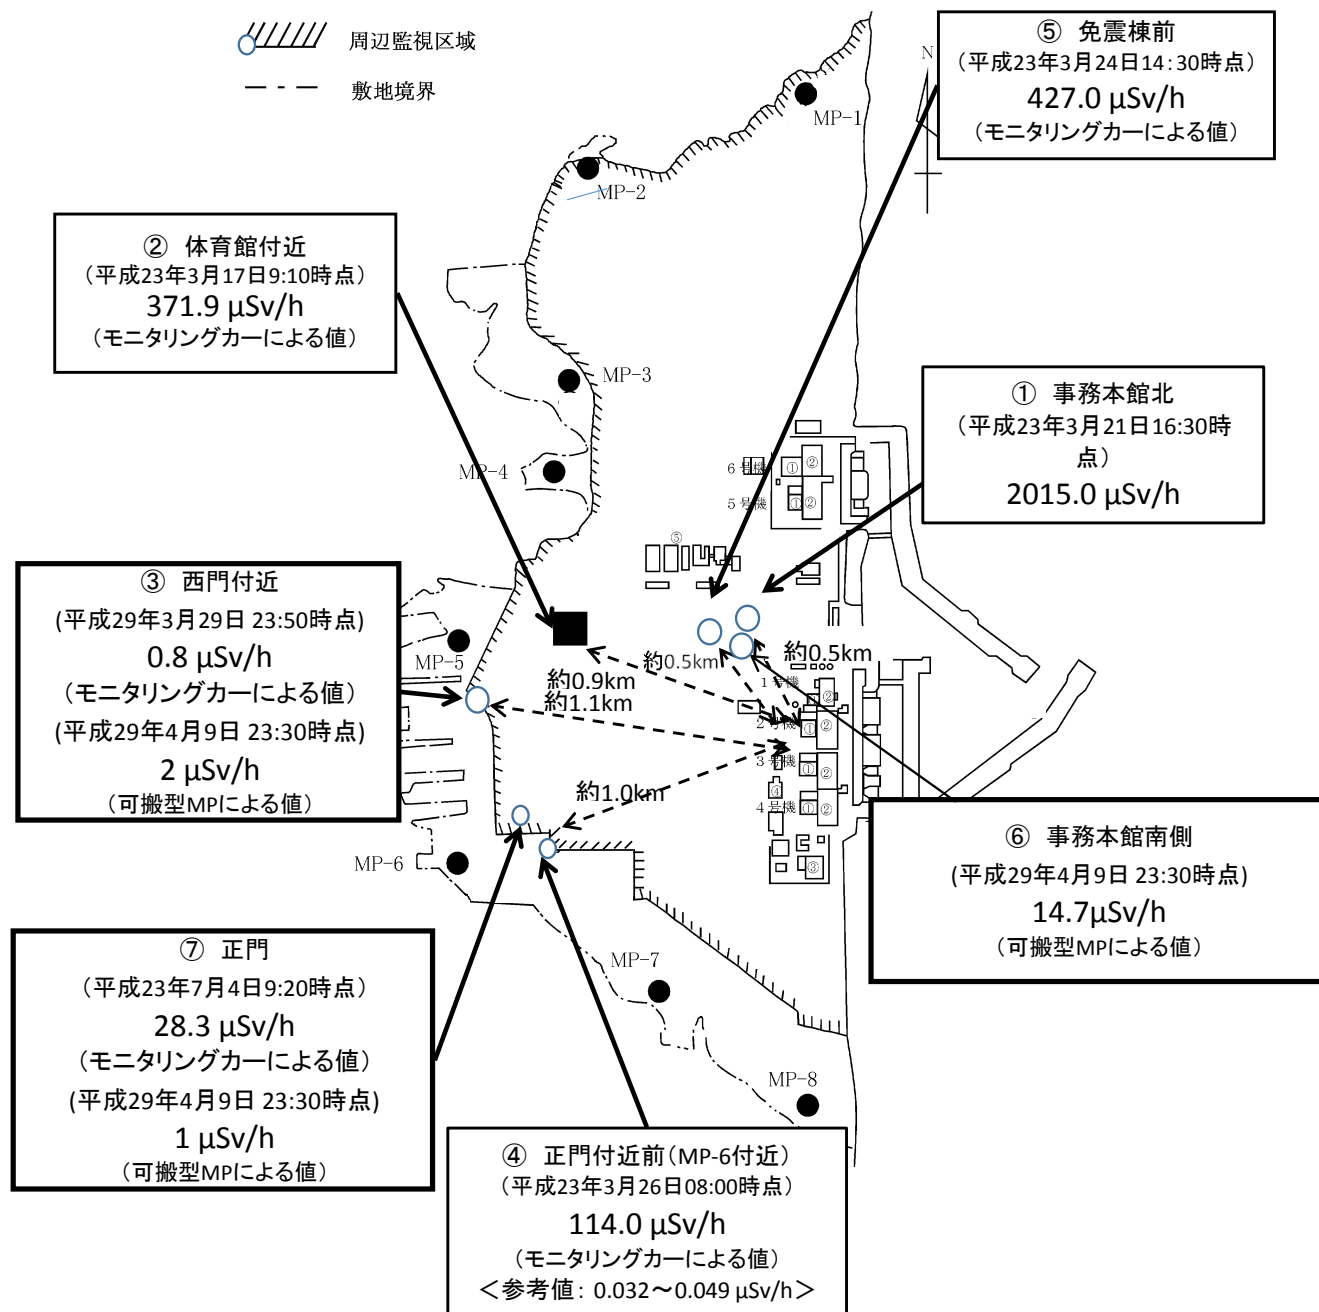 周辺監視区域
敷地境界
⑤ 免震棟前
（平成23年3月24日14：30時点）
427.0 μSv/h
（モニタリングカーによる値）
N
MP-1
MP-2
② 体育館付近
（平成23年3月17日9:10時点）
371.9 μSv/h
（モニタリングカーによる値）
MP-3
① 事務本館北
（平成23年3月21日16:30時
点）
2015.0 μSv/h
MP-4
６号機
①
②
５号機
①
②
⑤
③ 西門付近
(平成29年3月29日 23:50時点)
0.8 μSv/h
（モニタリングカーによる値）
(平成29年4月9日 23:30時点)
2 μSv/h
（可搬型MPによる値）
MP-5
約0.5km
約0.5km
約0.9km
約1.1km
１号機
②
２号機
①
②
３号機
①
②
④
４号機
①
②
③
約1.0km
MP-6
⑥ 事務本館南側
(平成29年4月9日 23:30時点)
14.7μSv/h
（可搬型MPによる値）
⑦ 正門
（平成23年7月4日9:20時点）
28.3 μSv/h
（モニタリングカーによる値）
(平成29年4月9日 23:30時点)
1 μSv/h
（可搬型MPによる値）
MP-7
MP-8
④ 正門付近前（MP-6付近）
（平成23年3月26日08:00時点）
114.0 μSv/h
（モニタリングカーによる値）
＜参考値： 0.032～0.049 μSv/h＞